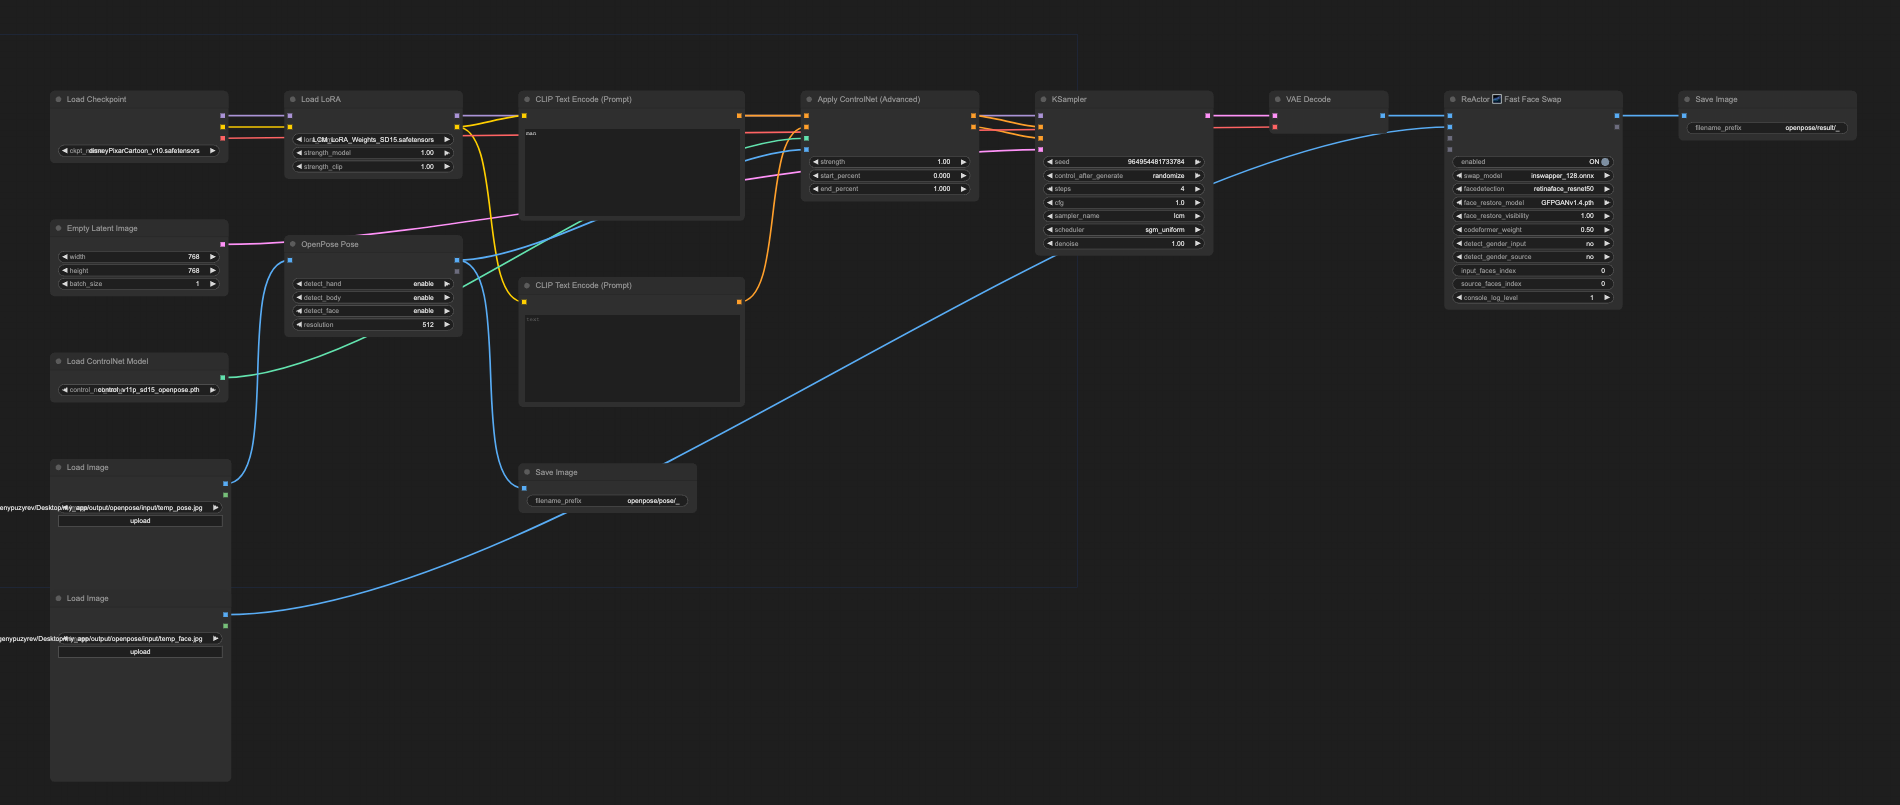 Load Checkpoint
disneyPixarCartoon_v10.safetensors
Load LoRA
LCM_LoRA_Weights_SD15.safetensors
strength_model 1.00
strength_clip 1.00
CLIP Text Encode (Prompt)
man
Apply ControlNet (Advanced)
strength 1.00
start_percent 0.000
end_percent 1.000
KSampler
seed 964954481733784
control_after_generate randomize
steps 4
cfg 1.0
sampler_name lcm
scheduler sgm_uniform
denoise 1.00
VAE Decode
ReActor Fast Face Swap
enabled ON
swap_model inswapper_128.onnx
facedetection retinaface_resnet50
face_restore_model GFPGANv1.4.pth
face_restore_visibility 1.00
codeformer_weight 0.50
detect_gender_input no
detect_gender_source no
input_faces_index 0
source_faces_index 0
console_log_level 1
Save Image
filename_prefix openpose/result/_
Empty Latent Image
width 768
height 768
batch_size 1
OpenPose Pose
detect_hand enable
detect_body enable
detect_face enable
resolution 512
CLIP Text Encode (Prompt)
text
Load ControlNet Model
control_v11p_sd15_openpose.pth
Load Image
enypuzyrev/Desktop/my_app/output/openpose/input/temp_pose.jpg
upload
Save Image
filename_prefix openpose/pose/_
Load Image
genypuzyrev/Desktop/my_app/output/openpose/input/temp_face.jpg
upload